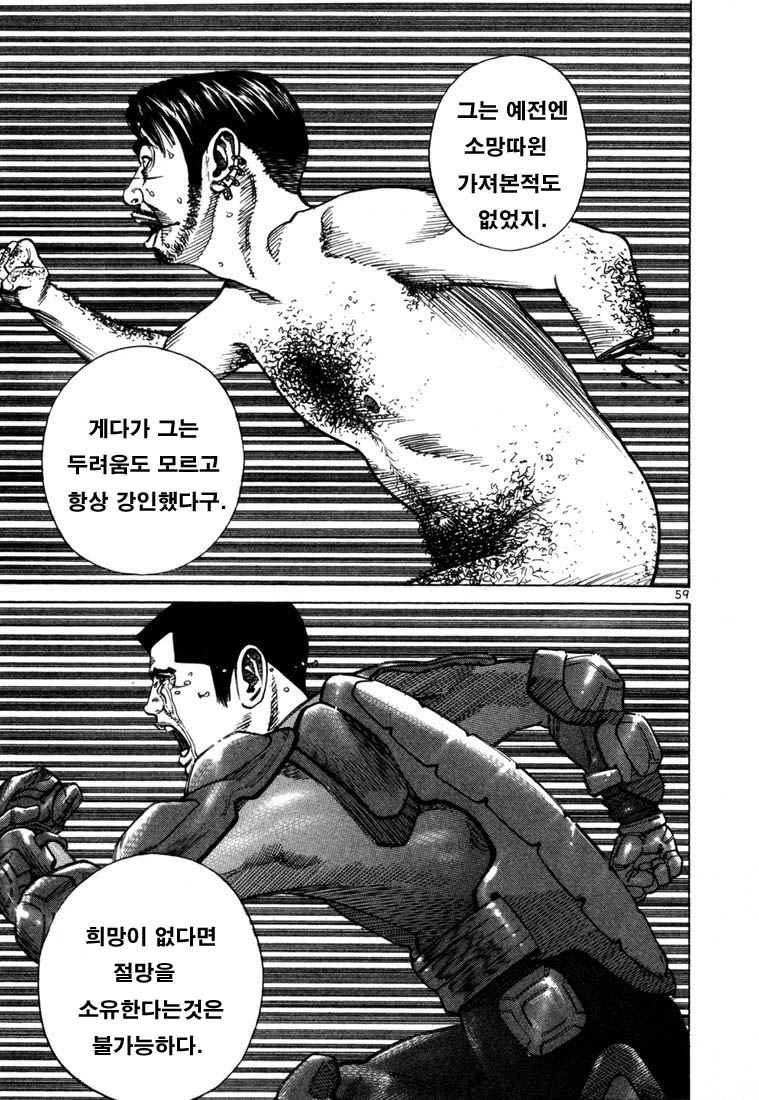 그는 예전엔
소망따윈
가져본적도
없었지.
게다가 그는
두려움도 모르고
항상 강인했다구.
59
희망이 없다면
절망을
소유한다는것은
불가능하다.